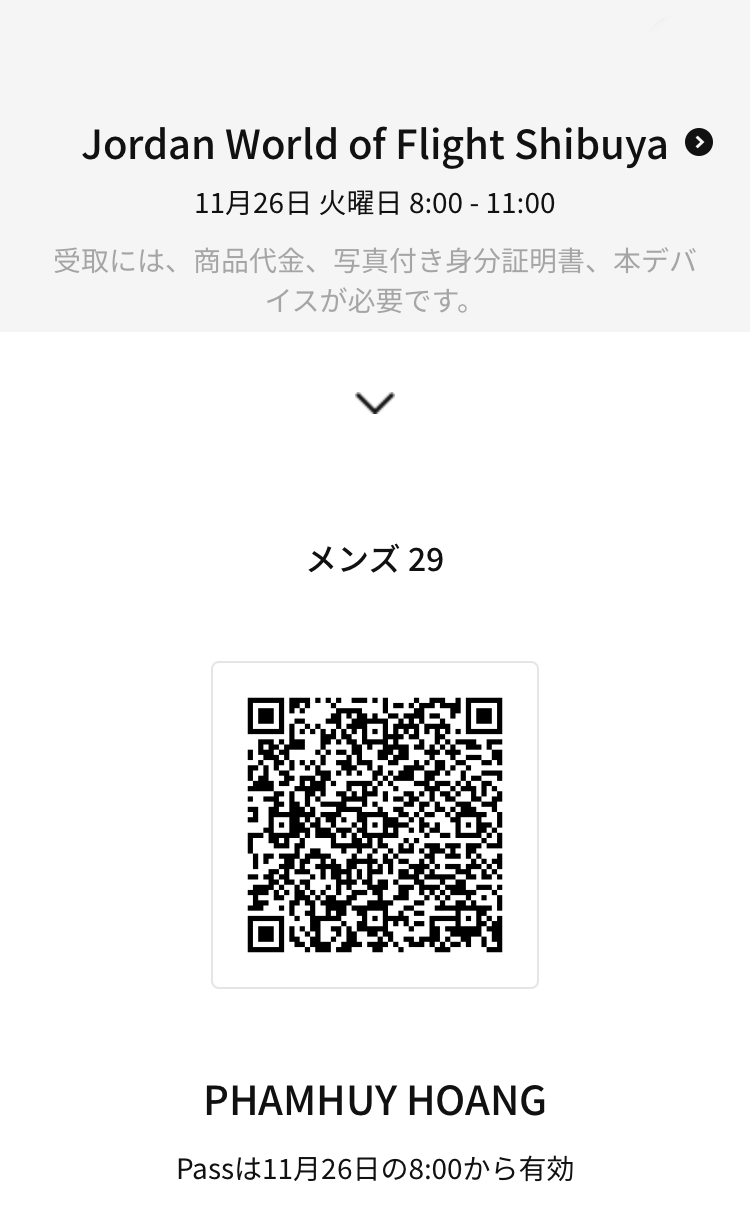 Jordan World of Flight Shibuya
11月26日 火曜日 8:00 - 11:00
受取には、商品代金、写真付き身分証明書、本デバ
イスが必要です。
メンズ 29
PHAMHUY HOANG
Passは11月26日の8:00から有効